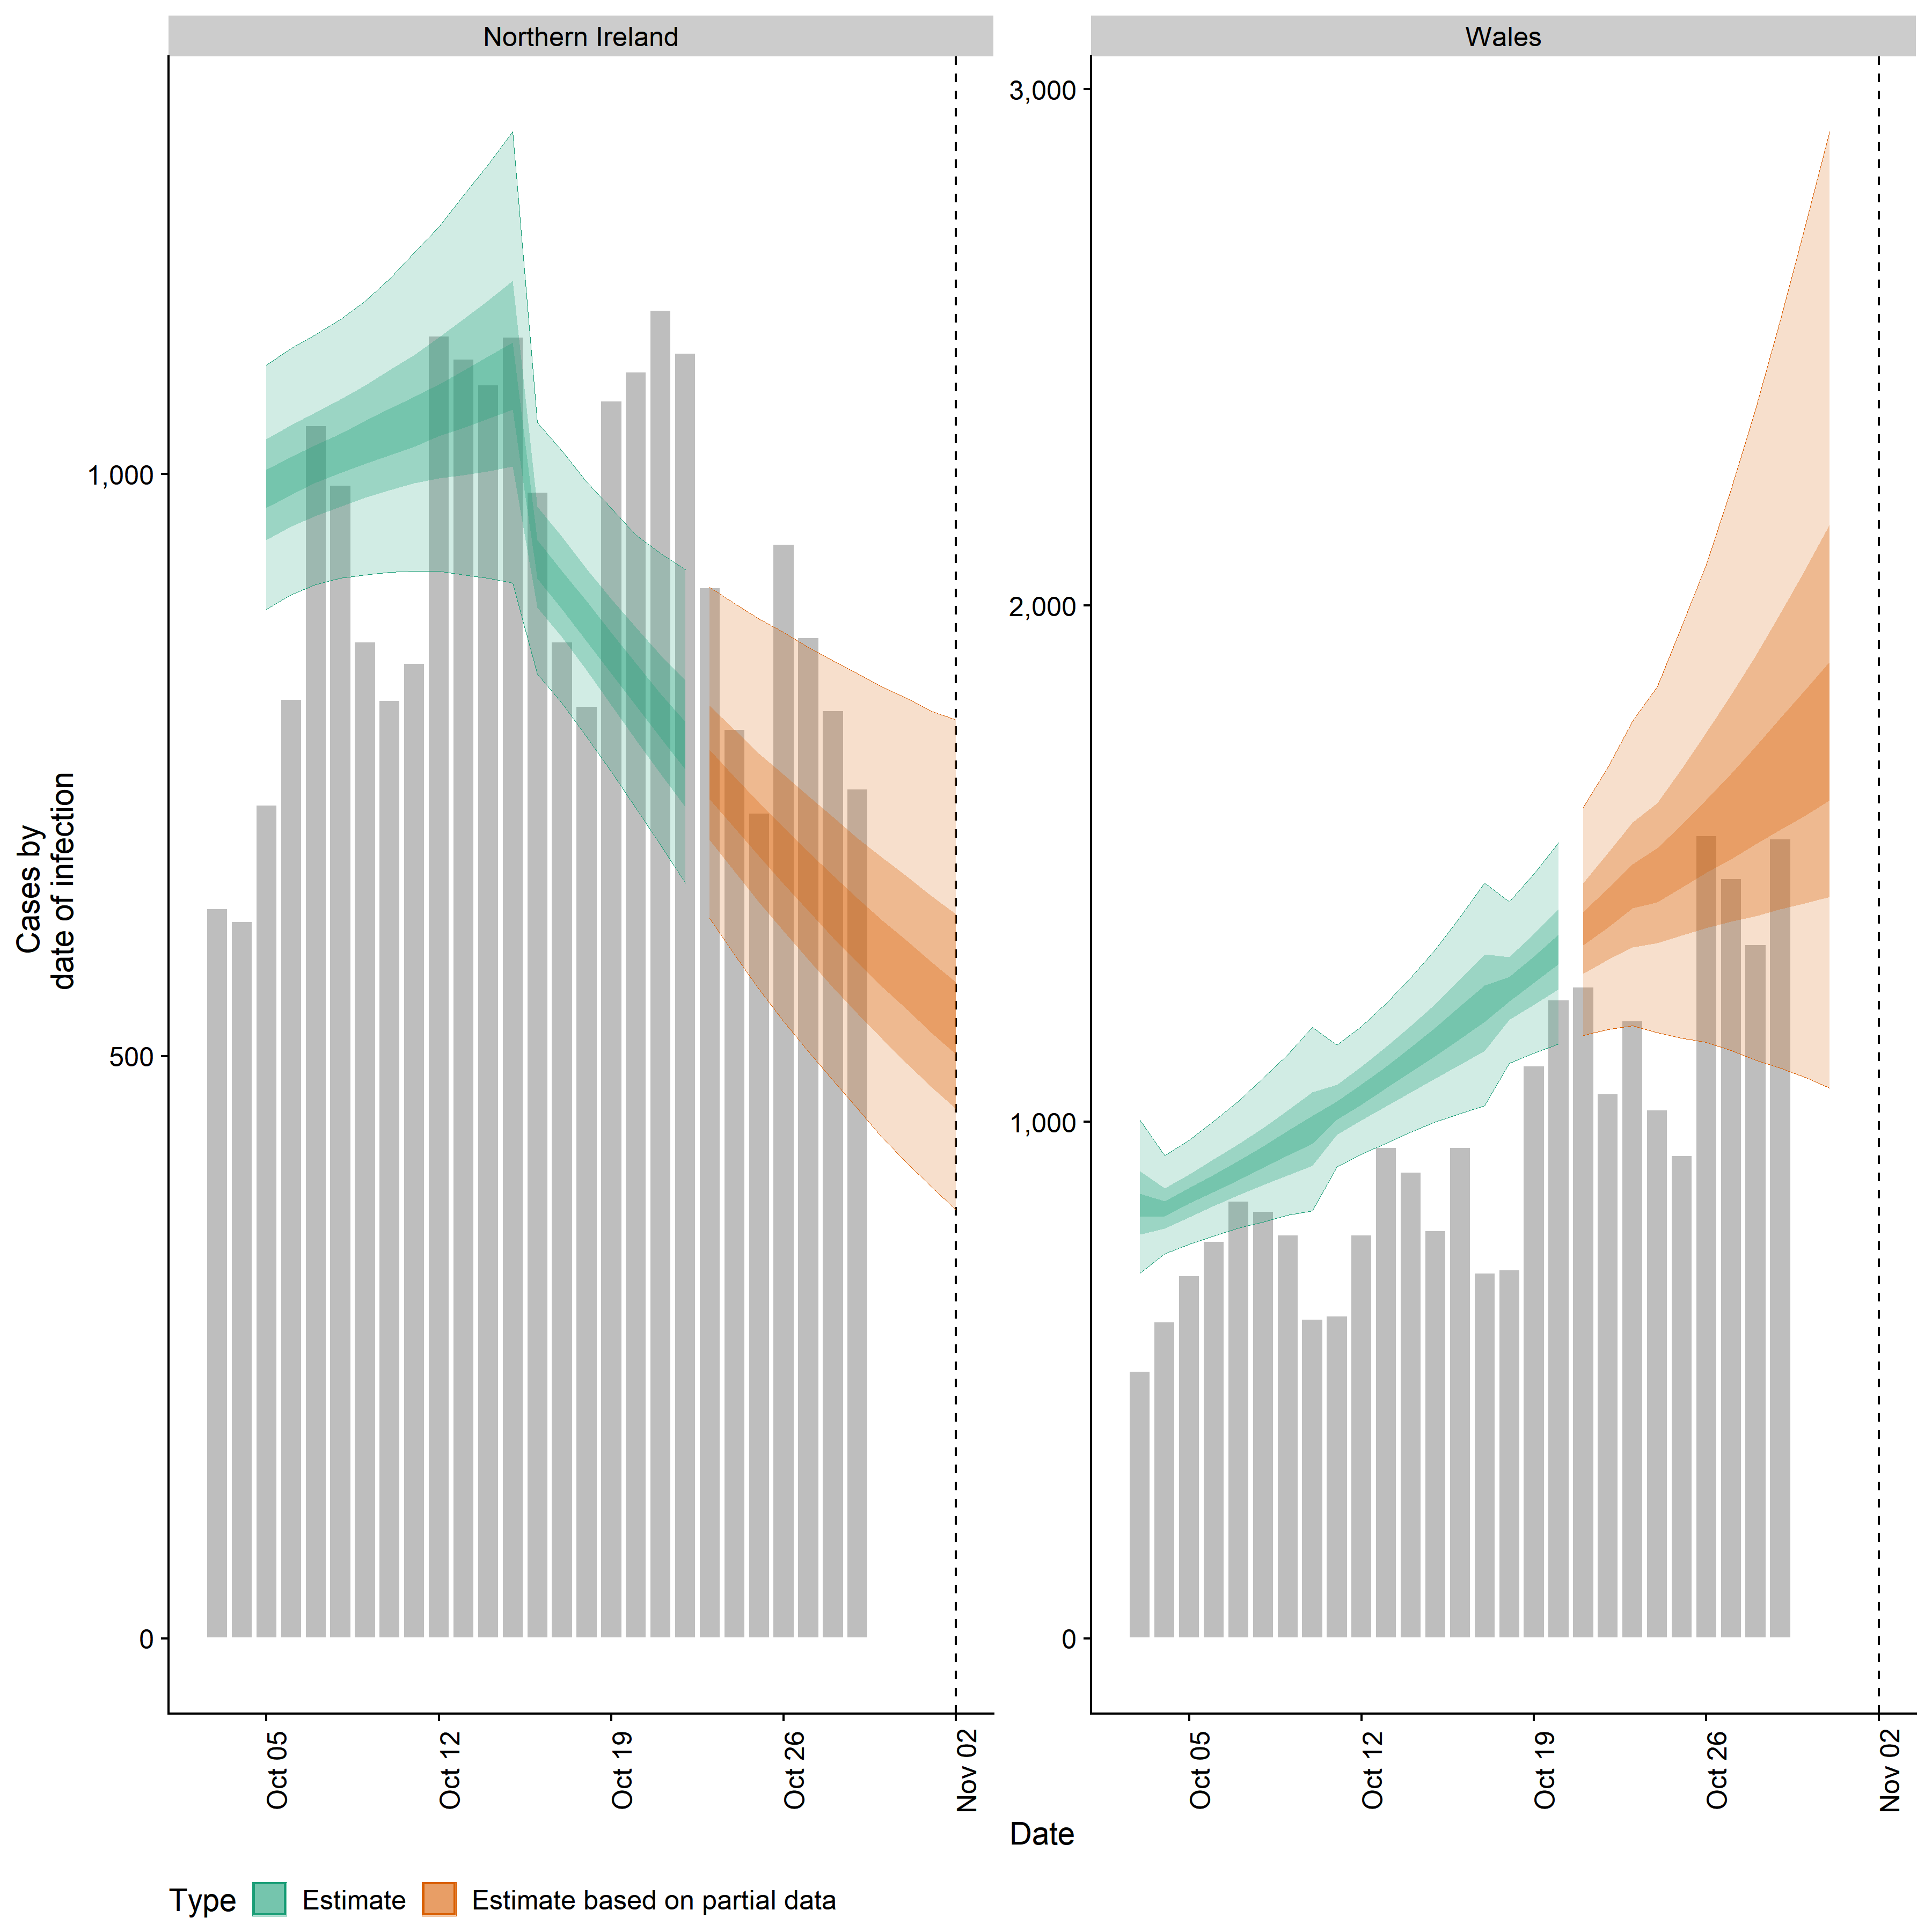 Northern Ireland
Wales
Cases by
date of infection
1,000
500
0
3,000
2,000
1,000
0
Oct 05
Oct 12
Oct 19
Oct 26
Nov 02
Oct 05
Oct 12
Oct 19
Oct 26
Nov 02
Date
Type Estimate Estimate based on partial data